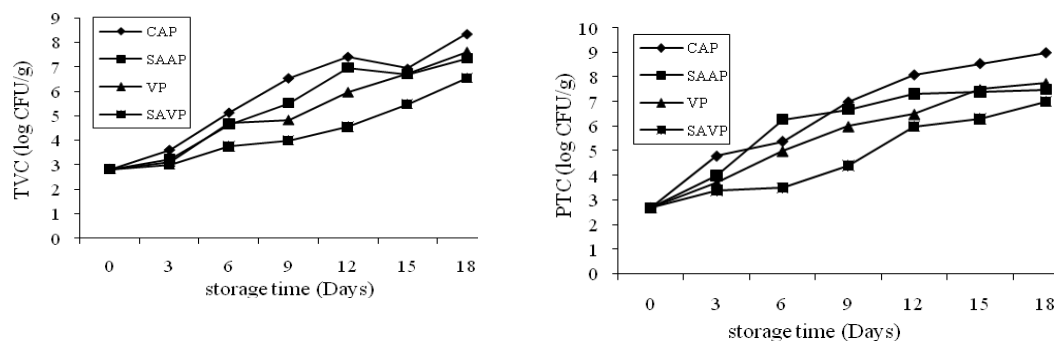 9
8
7
6
5
4
3
2
1
0
TVC (log CFU/g)
CAP
SAAP
VP
SAVP
0 3 6 9 12 15 18
storage time (Days)
10
9
8
7
6
5
4
3
2
1
0
PTC (log CFU/g)
CAP
SAAP
VP
SAVP
0 3 6 9 12 15 18
storage time (Days)